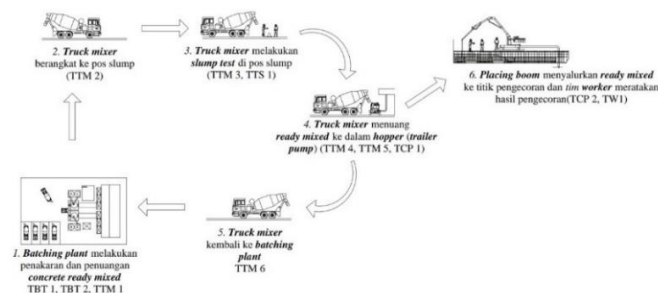 2. Truck mixer
berangkat ke pos slump
(TTM 2)
3. Truck mixer melakukan
slump test di pos slump
(TTM 3, TTS 1)
6. Placing boom menyalurkan ready mixed
ke titik pengecoran dan tim worker meratakan
hasil pengecoran(TCP 2, TW1)
4. Truck mixer menuang
ready mixed ke dalam hopper (trailer
pump) (TTM 4, TTM 5, TCP 1)
1. Batching plant melakukan
penakaran dan penuangan
concrete ready mixed
TBT 1, TBT 2, TTM 1
5. Truck mixer
kembali ke batching
plant
TTM 6